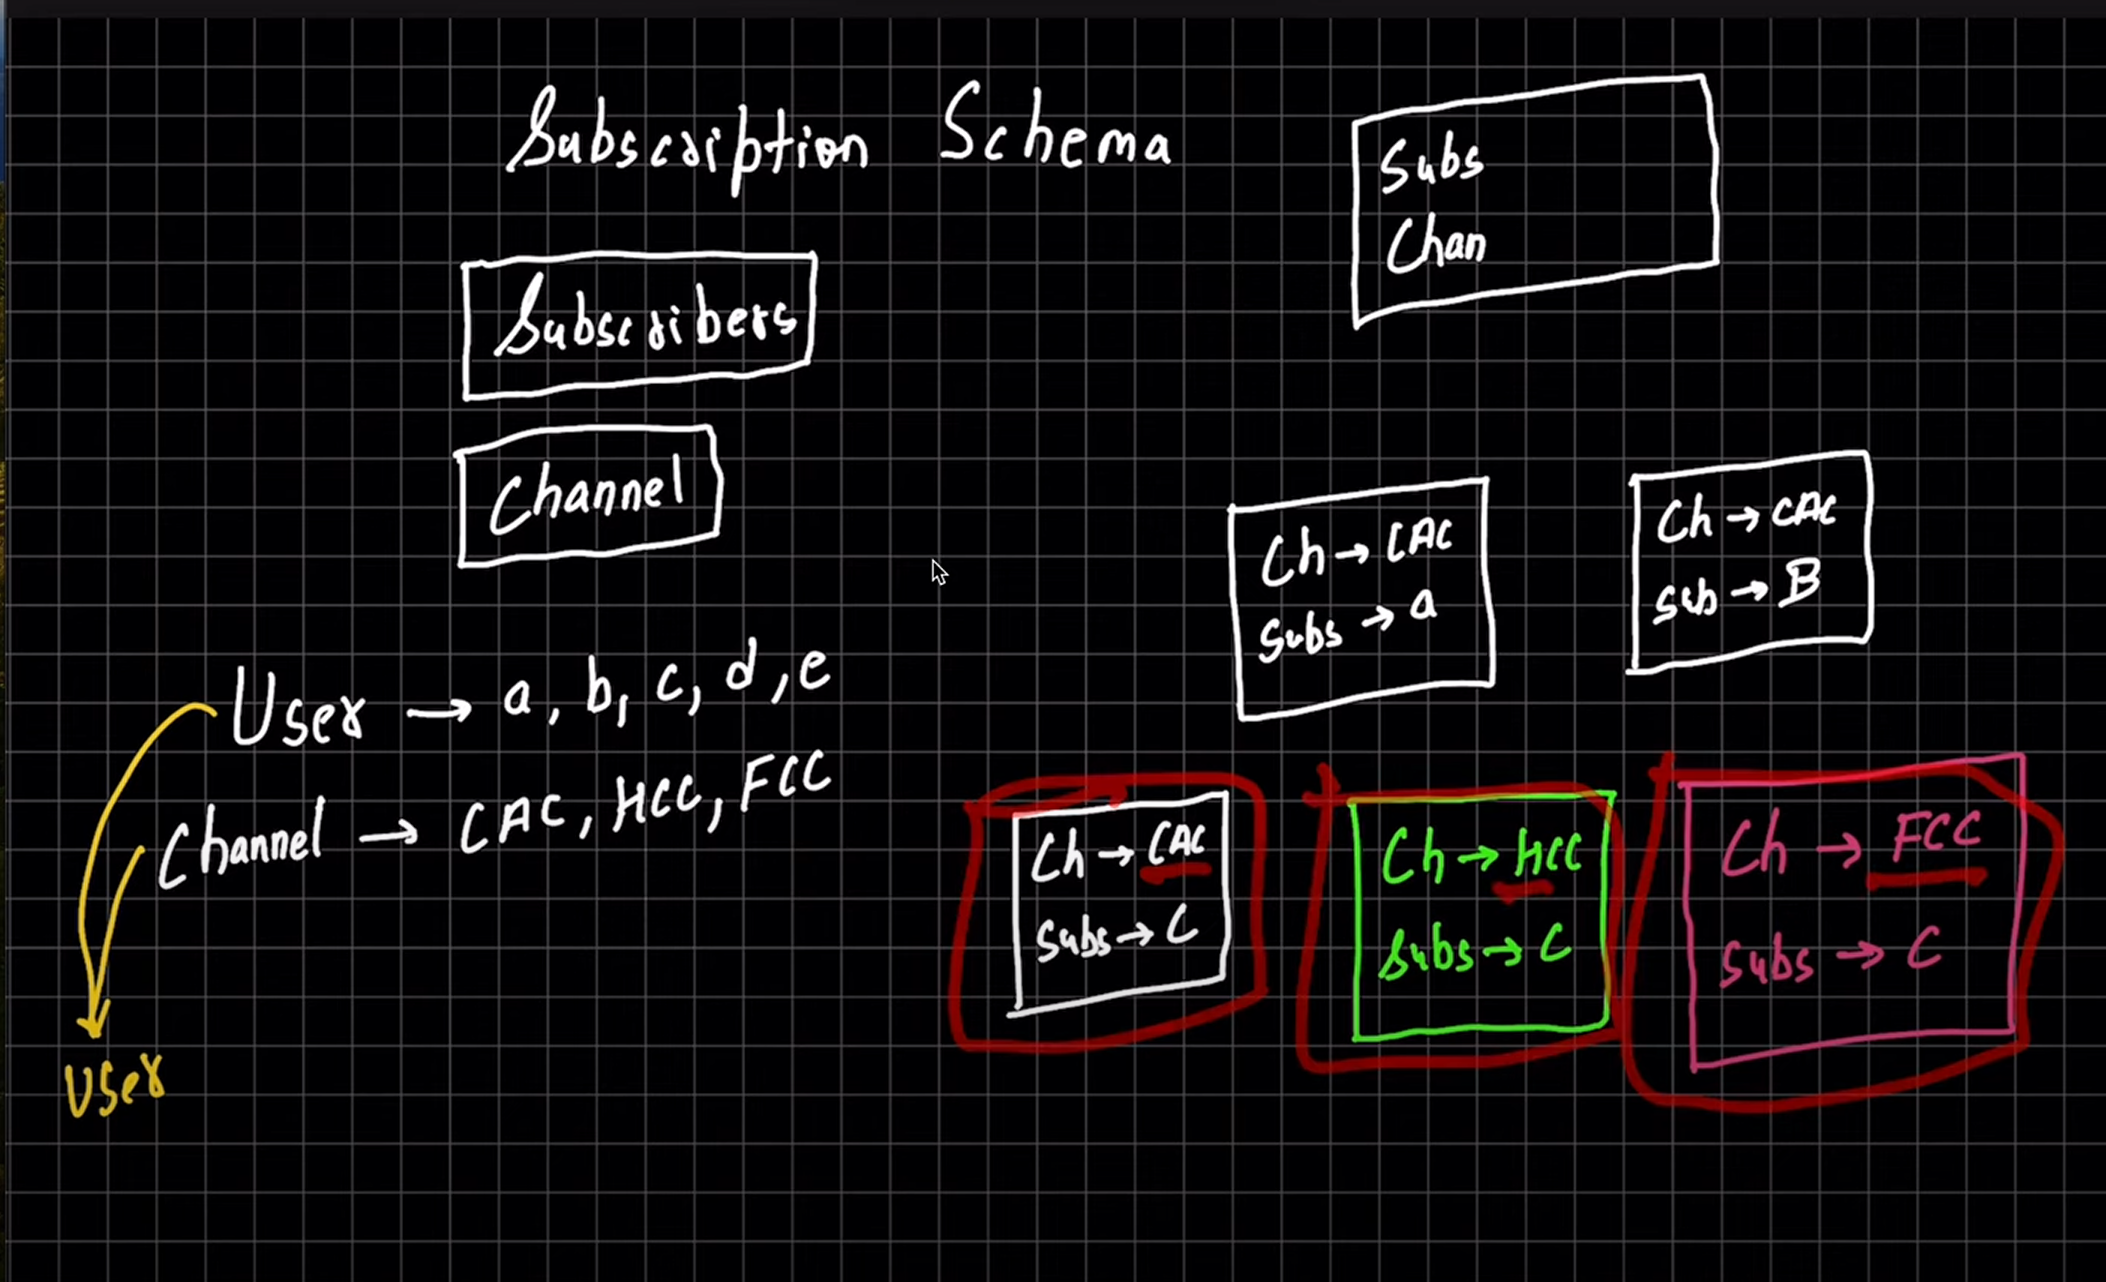 Subscription Schema
Subs
Chan
Subscribers
Channel
Ch → CAC
Subs → a
Ch → CAC
Sub → B
User → a, b, c, d, e
Channel → CAC, HCC, FCC
User
Ch → CAC
Subs → C
Ch → HCC
Subs → C
Ch → FCC
Subs → C